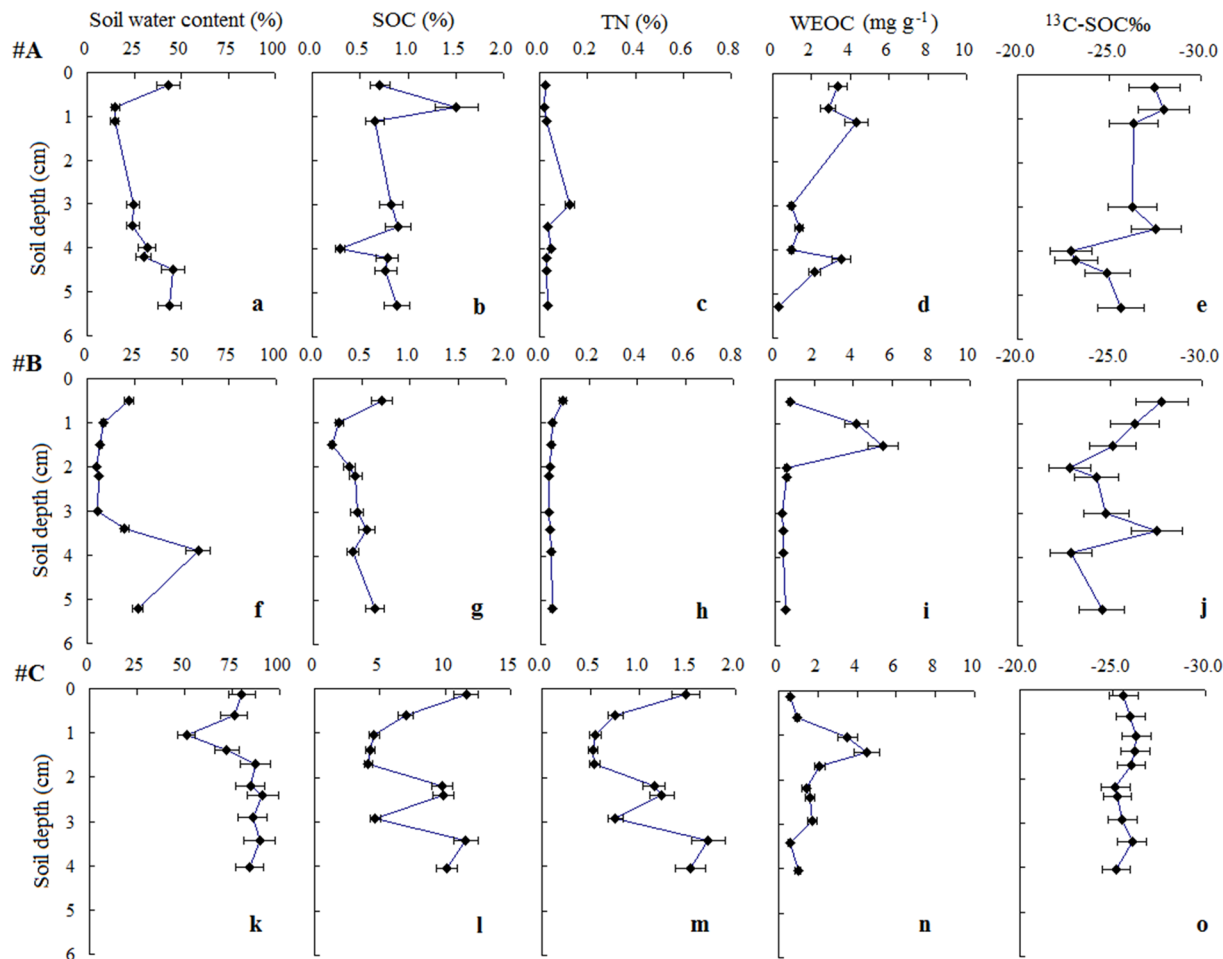 Soil water content (%) SOC (%) TN (%) WEOC (mg g⁻¹) ¹³C-SOC‰
#A 0 25 50 75 100 0.0 0.5 1.0 1.5 2.0 0.0 0.2 0.4 0.6 0.8 0 2 4 6 8 10 -20.0 -25.0 -30.0
0
1
2
3
4
5
6
Soil depth (cm)
a b c d e
#B 0 25 50 75 100 0.0 0.5 1.0 1.5 2.0 0.0 0.2 0.4 0.6 0.8 0 2 4 6 8 10 -20.0 -25.0 -30.0
0
1
2
3
4
5
6
Soil depth (cm)
f g h i j
#C 0 25 50 75 100 0 5 10 15 0.0 0.5 1.0 1.5 2.0 0 2 4 6 8 10 -20.0 -25.0 -30.0
0
1
2
3
4
5
6
Soil depth (cm)
k l m n o